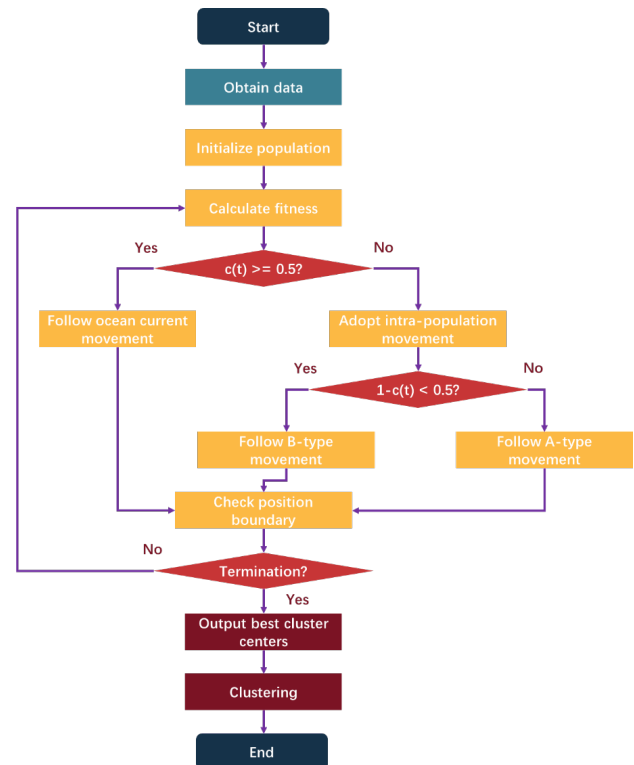 Start
Obtain data
Initialize population
Calculate fitness
Yes
No
c(t) >= 0.5?
Follow ocean current
movement
Adopt intra-population
movement
Yes
No
1-c(t) < 0.5?
Follow B-type
movement
Follow A-type
movement
Check position
boundary
No
Termination?
Yes
Output best cluster
centers
Clustering
End